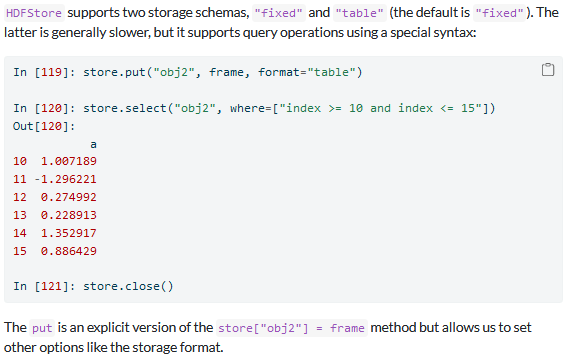 HDFStore supports two storage schemas, "fixed" and "table" (the default is "fixed"). The
latter is generally slower, but it supports query operations using a special syntax:
In [119]: store.put("obj2", frame, format="table")
In [120]: store.select("obj2", where=["index >= 10 and index <= 15"])
Out[120]:
           a
10  1.007189
11 -1.296221
12  0.274992
13  0.228913
14  1.352917
15  0.886429
In [121]: store.close()
The put is an explicit version of the store["obj2"] = frame method but allows us to set
other options like the storage format.